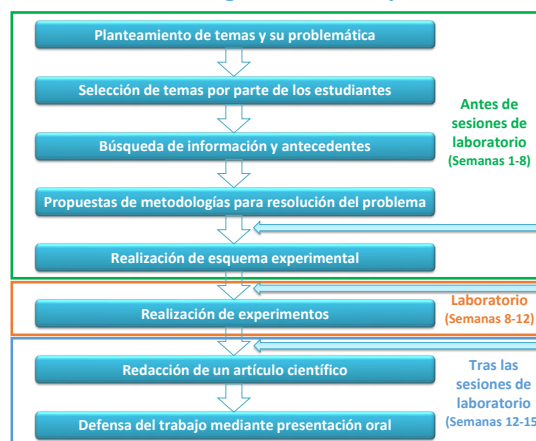 Planteamiento de temas y su problemática
Selección de temas por parte de los estudiantes
Búsqueda de información y antecedentes
Propuestas de metodologías para resolución del problema
Realización de esquema experimental
Antes de
sesiones de
laboratorio
(Semanas 1-8)
Realización de experimentos
Laboratorio
(Semanas 8-12)
Redacción de un artículo científico
Defensa del trabajo mediante presentación oral
Tras las
sesiones de
laboratorio
(Semanas 12-15)